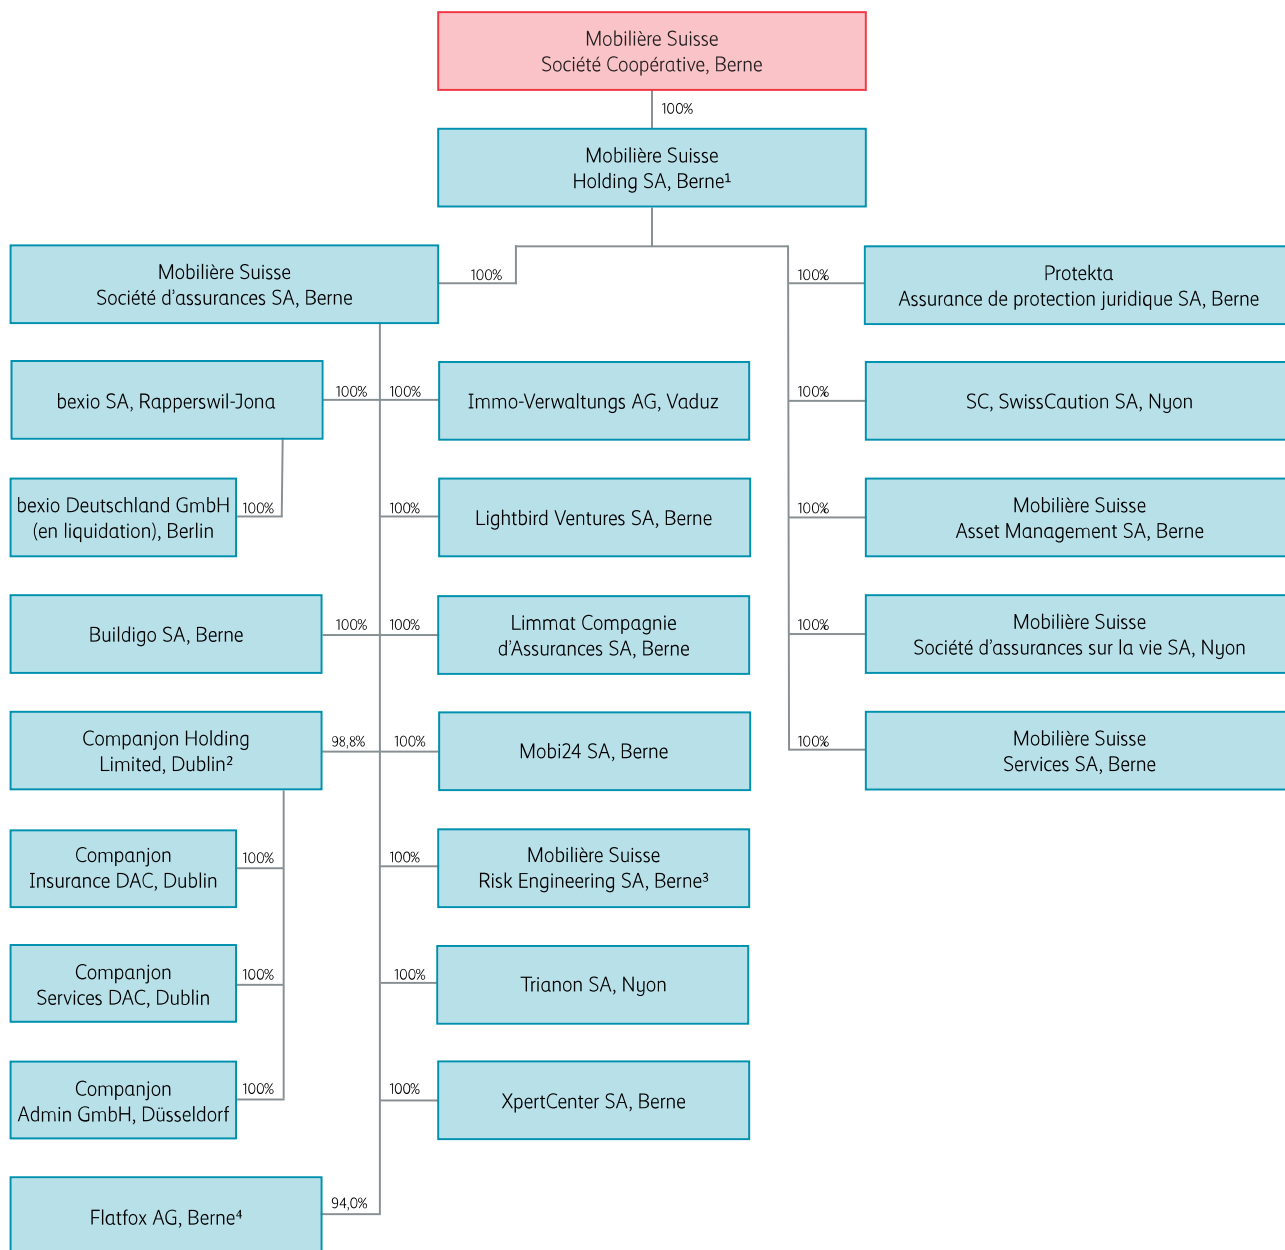 Mobilière Suisse
Société Coopérative, Berne
100%
Mobilière Suisse
Holding SA, Berne¹
Mobilière Suisse
Société d'assurances SA, Berne
100%
100%
Protekta
Assurance de protection juridique SA, Berne
bexio SA, Rapperswil-Jona
100%
100%
Immo-Verwaltungs AG, Vaduz
100%
SC, SwissCaution SA, Nyon
bexio Deutschland GmbH
(en liquidation), Berlin
100%
100%
Lightbird Ventures SA, Berne
100%
Mobilière Suisse
Asset Management SA, Berne
Buildigo SA, Berne
100%
100%
Limmat Compagnie
d'Assurances SA, Berne
100%
Mobilière Suisse
Société d'assurances sur la vie SA, Nyon
Companjon Holding
Limited, Dublin²
98,8%
100%
Mobi24 SA, Berne
100%
Mobilière Suisse
Services SA, Berne
Companjon
Insurance DAC, Dublin
100%
100%
Mobilière Suisse
Risk Engineering SA, Berne³
Companjon
Services DAC, Dublin
100%
100%
Trianon SA, Nyon
Companjon
Admin GmbH, Düsseldorf
100%
100%
XpertCenter SA, Berne
Flatfox AG, Berne⁴
94,0%